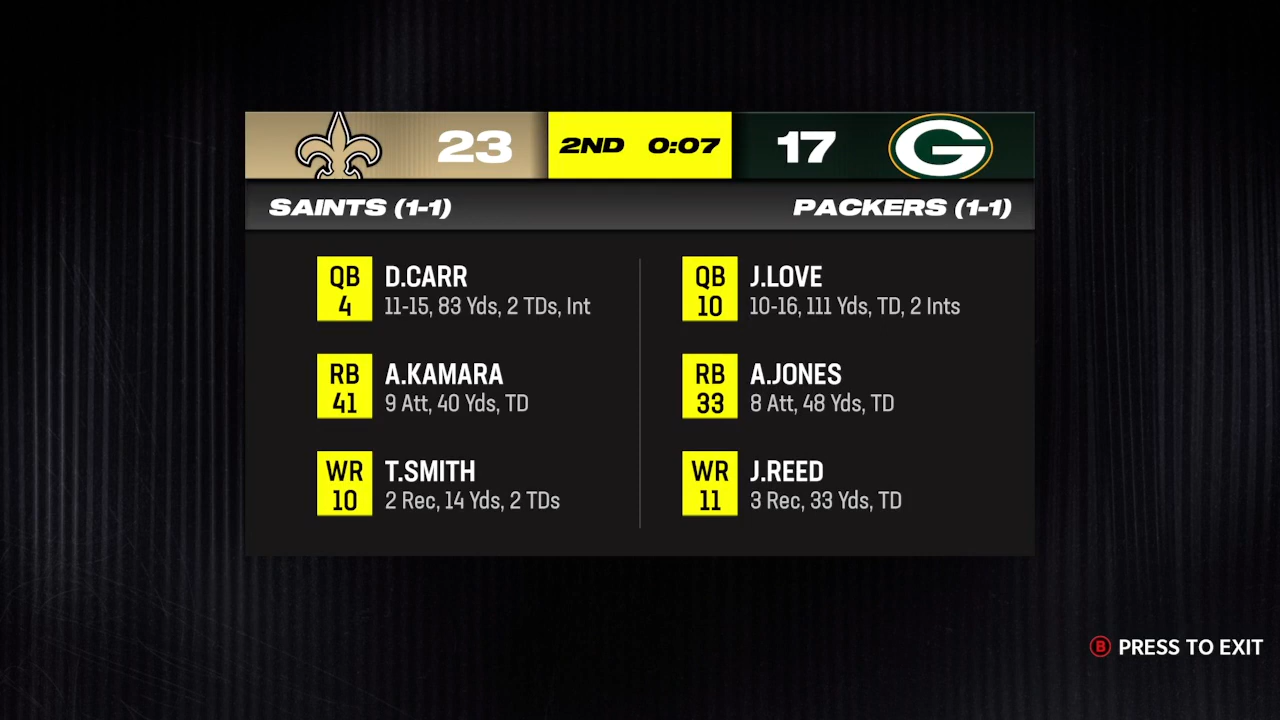 23 2ND 0:07 17 G
SAINTS (1-1) PACKERS (1-1)
QB 4 D.CARR
11-15, 83 Yds, 2 TDs, Int
QB 10 J.LOVE
10-16, 111 Yds, TD, 2 Ints
RB 41 A.KAMARA
9 Att, 40 Yds, TD
RB 33 A.JONES
8 Att, 48 Yds, TD
WR 10 T.SMITH
2 Rec, 14 Yds, 2 TDs
WR 11 J.REED
3 Rec, 33 Yds, TD
B PRESS TO EXIT